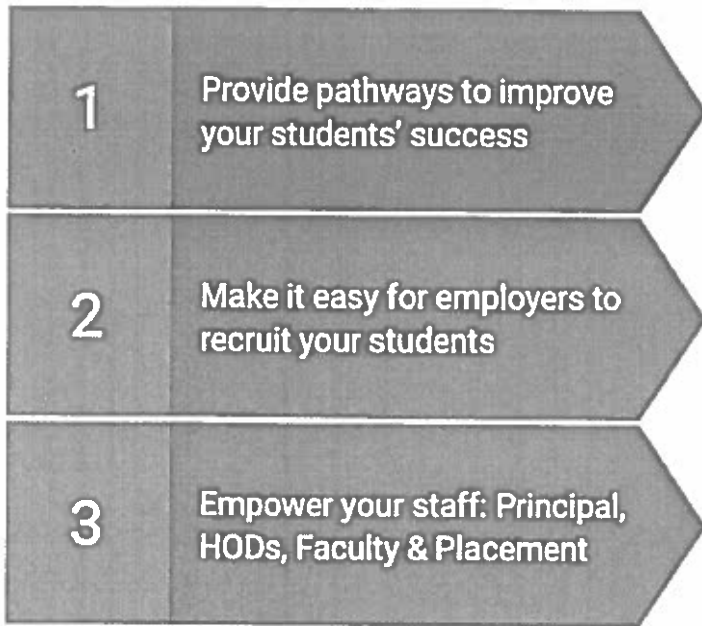 1
Provide pathways to improve
your students' success
2
Make it easy for employers to
recruit your students
3
Empower your staff: Principal,
HODs, Faculty & Placement